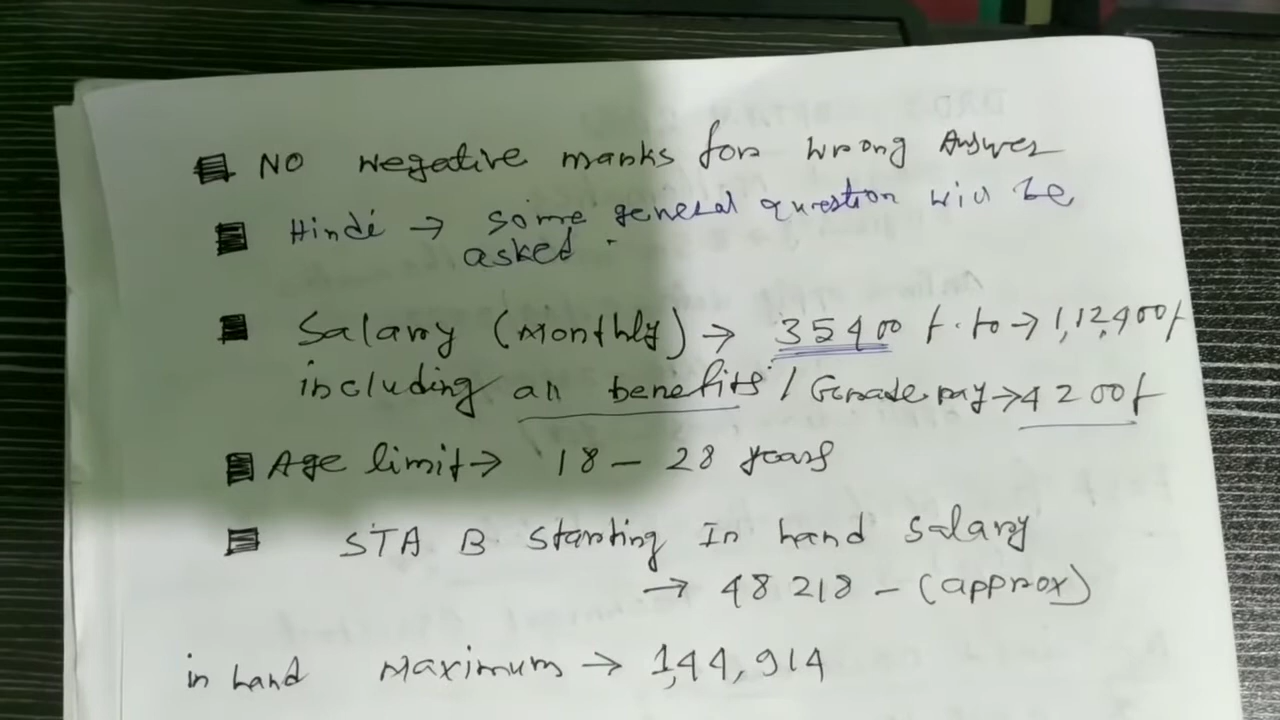 NO Negative marks for wrong Answer
Hindi → some general question will be
asked.
Salary (Monthly) → 35400 /- to → 1,12,400/-
including all benefits / Grade pay → 4200/-
Age limit → 18 - 28 years
STA B Starting In hand salary
→ 48218 - (approx)
in hand Maximum → 1,44,914